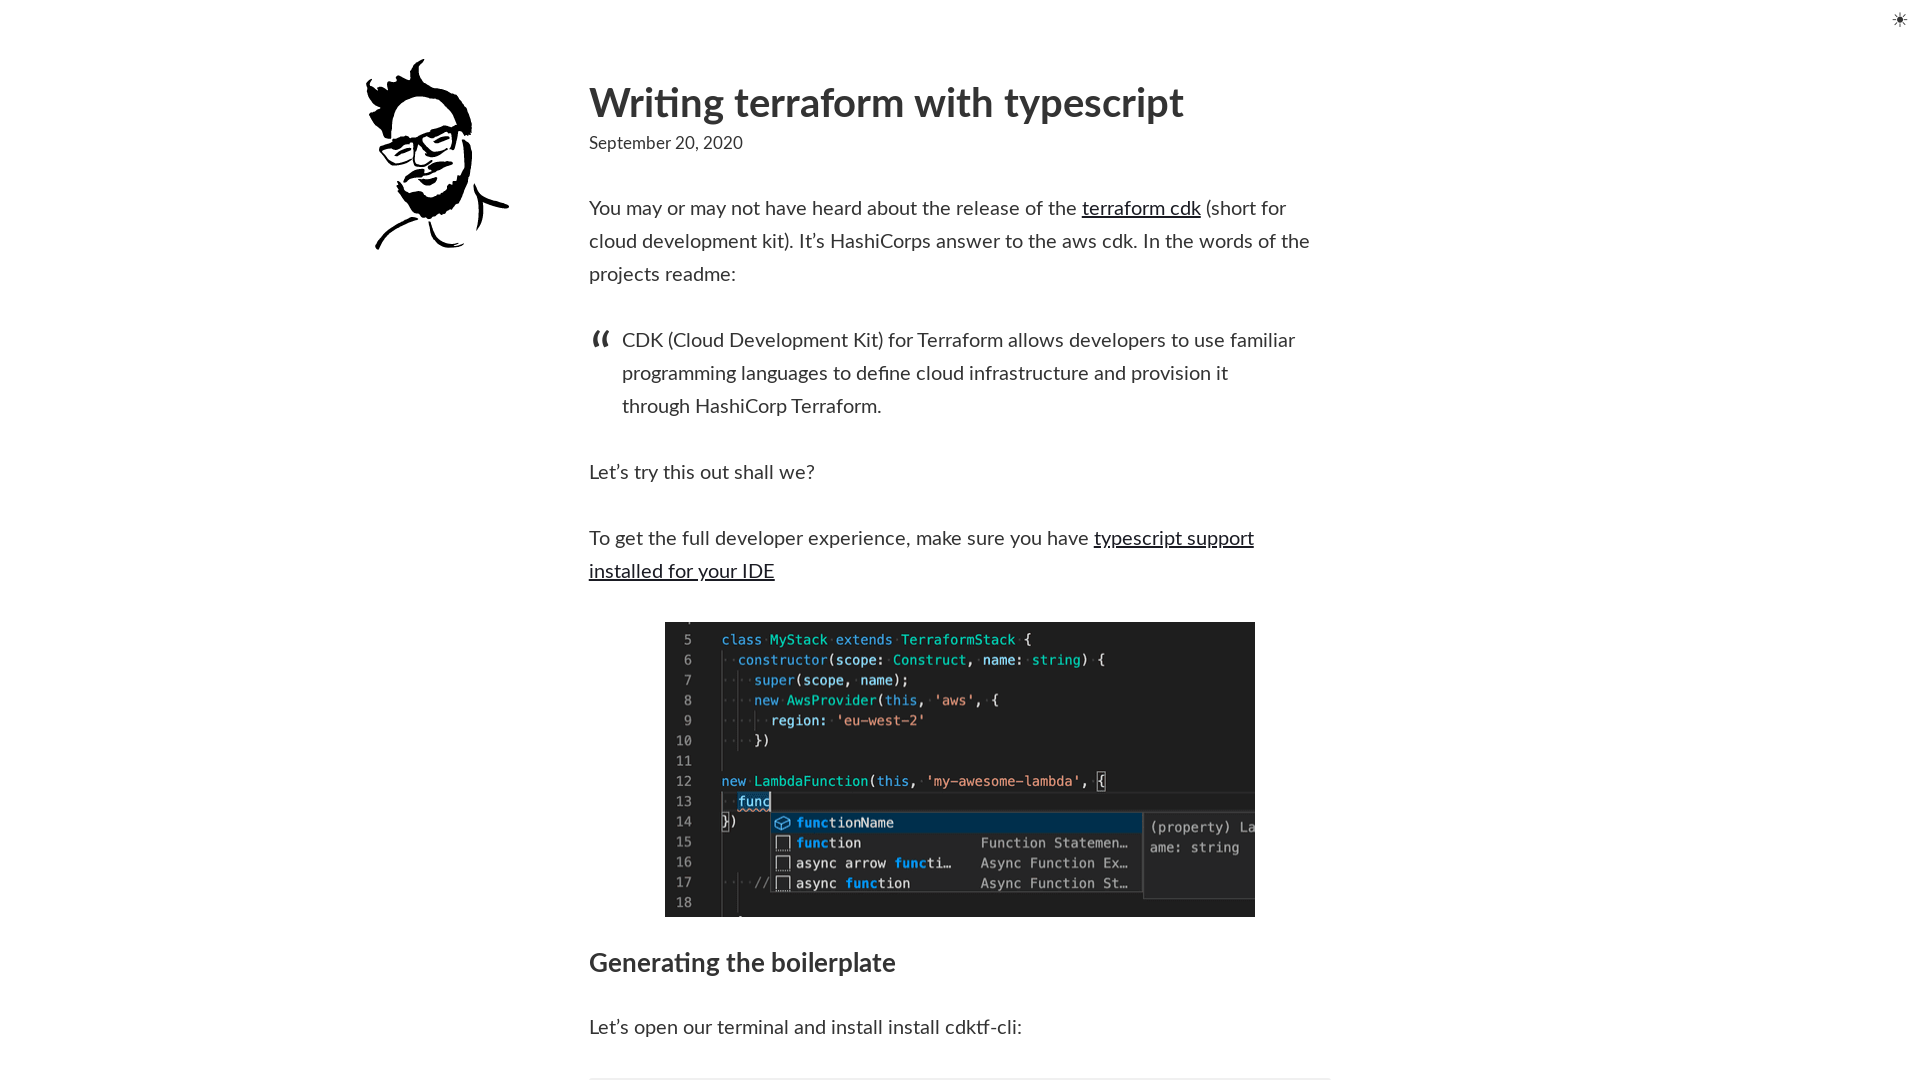 ☀
Writing terraform with typescript
September 20, 2020
You may or may not have heard about the release of the terraform cdk (short for
cloud development kit). It’s HashiCorps answer to the aws cdk. In the words of the
projects readme:
“ CDK (Cloud Development Kit) for Terraform allows developers to use familiar
programming languages to define cloud infrastructure and provision it
through HashiCorp Terraform.
Let’s try this out shall we?
To get the full developer experience, make sure you have typescript support
installed for your IDE
5 class MyStack extends TerraformStack {
6 constructor(scope: Construct, name: string) {
7 super(scope, name);
8 new AwsProvider(this, 'aws', {
9 region: 'eu-west-2'
10 })
11
12 new LambdaFunction(this, 'my-awesome-lambda', {
13 func
14 }) functionName (property) La
15 function Function Statemen… ame: string
16 async arrow functi… Async Function Ex…
17 // async function Async Function St…
18
Generating the boilerplate
Let’s open our terminal and install install cdktf-cli: